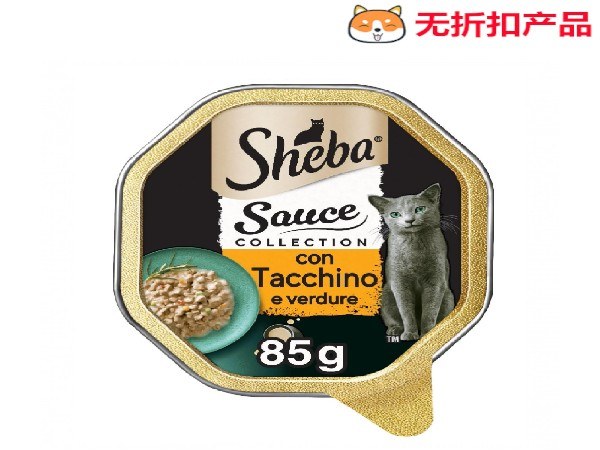 无折扣产品
Sheba®
Sauce
COLLECTION
con
Tacchino
e verdure
85g
TM